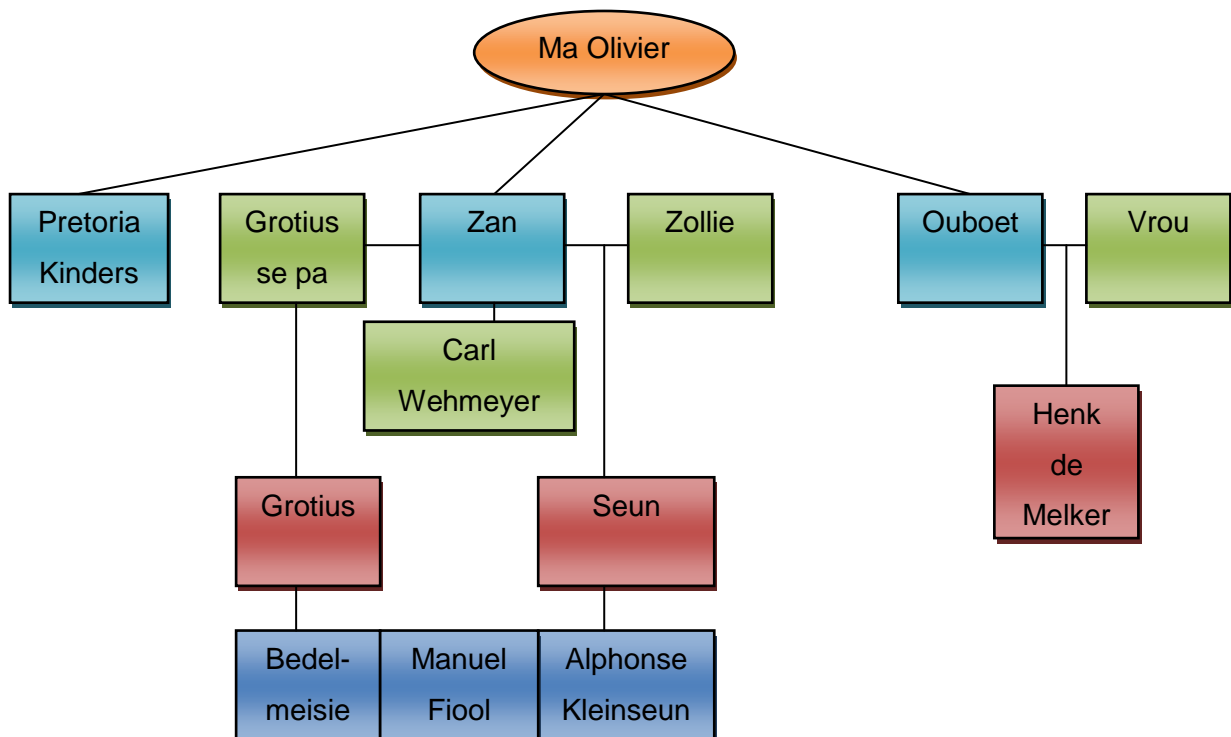 Ma Olivier
Pretoria
Kinders
Grotius
se pa
Zan
Zollie
Ouboet
Vrou
Carl
Wehmeyer
Henk
de
Melker
Grotius
Seun
Bedel-
meisie
Manuel
Fiool
Alphonse
Kleinseun